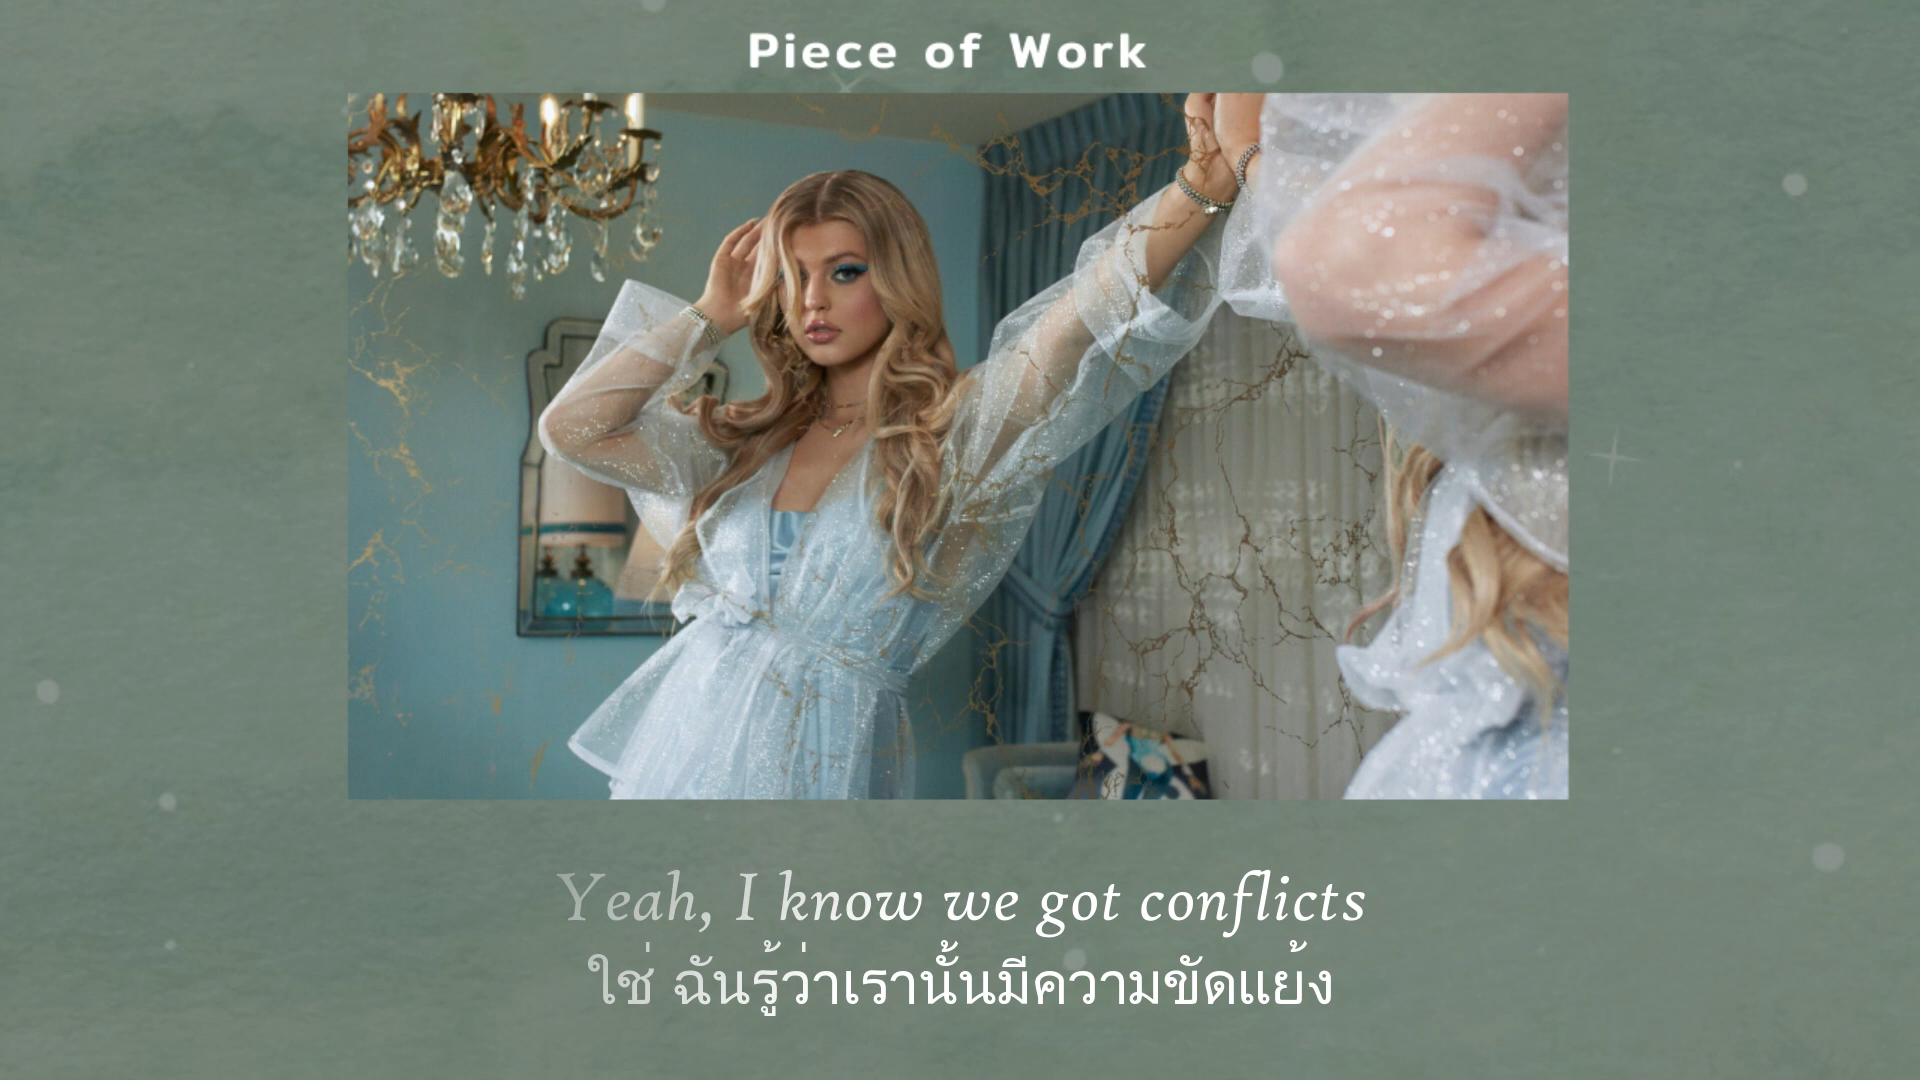 Piece of Work
Yeah, I know we got conflicts
ใช่ ฉันรู้ว่าเรานั้นมีความขัดแย้ง